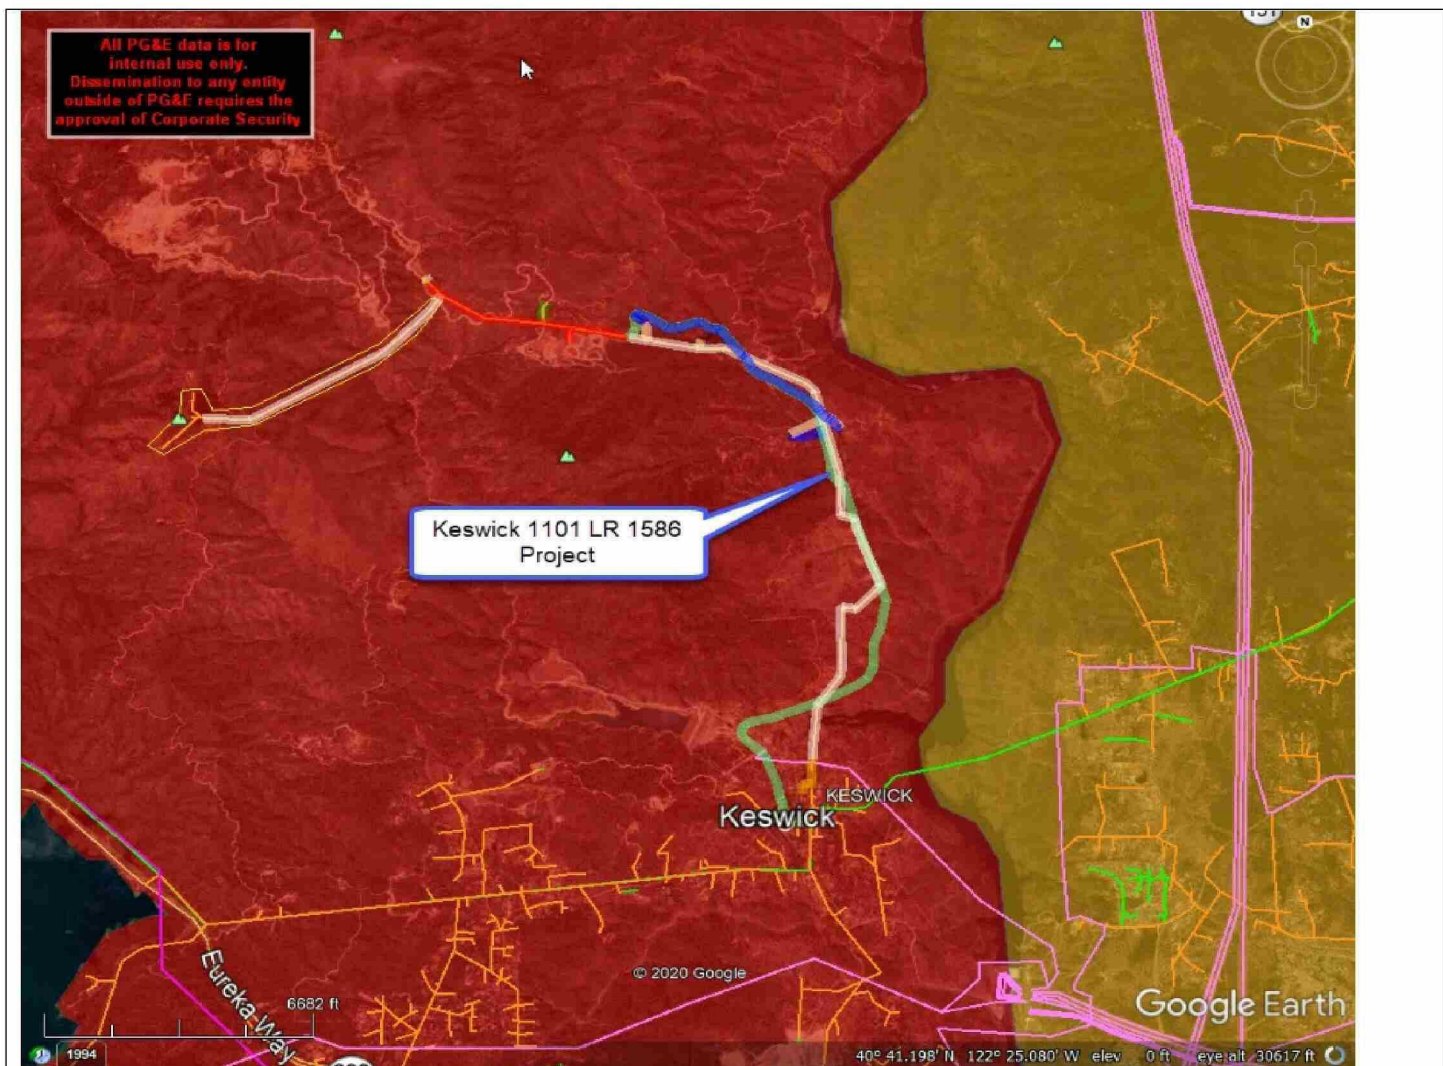 All PG&E data is for
internal use only.
Dissemination to any entity
outside of PG&E requires the
approval of Corporate Security
151
N
Keswick 1101 LR 1586
Project
KESWICK
Keswick
Eureka Way
© 2020 Google
6682 ft
Google Earth
1994
40° 41.198' N 122° 25.080' W elev 0 ft eye alt 30617 ft